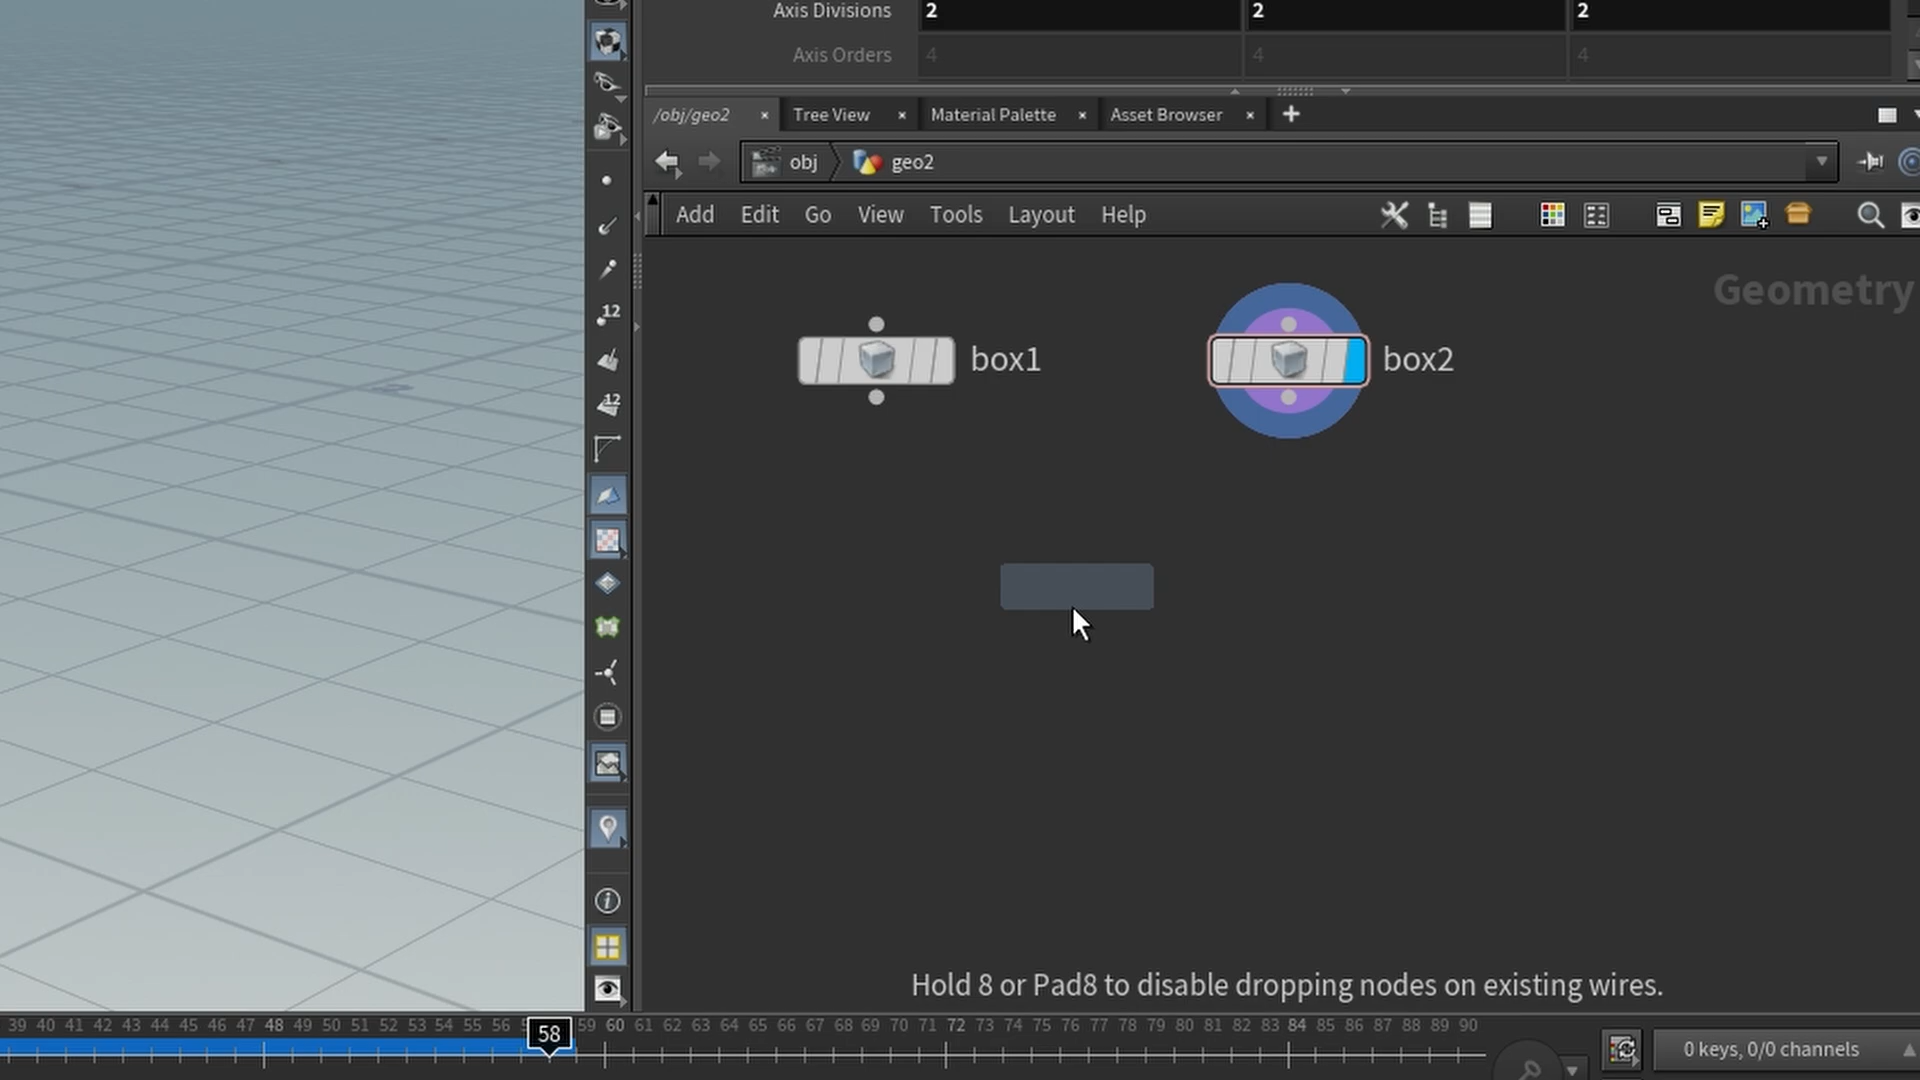 Axis Divisions 2 2 2
Axis Orders 4 4 4
/obj/geo2 Tree View Material Palette Asset Browser
obj geo2
Add Edit Go View Tools Layout Help
Geometry
12
12
box1 box2
Hold 8 or Pad8 to disable dropping nodes on existing wires.
39 40 41 42 43 44 45 46 47 48 49 50 51 52 53 54 55 56 58 59 60 61 62 63 64 65 66 67 68 69 70 71 72 73 74 75 76 77 78 79 80 81 82 83 84 85 86 87 88 89 90
0 keys, 0/0 channels